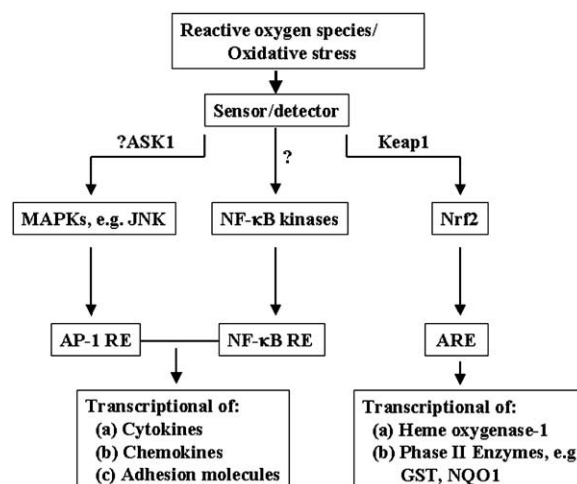 Reactive oxygen species/
Oxidative stress
Sensor/detector
?ASK1
?
Keap1
MAPKs, e.g. JNK
NF-κB kinases
Nrf2
AP-1 RE
NF-κB RE
ARE
Transcriptional of:
(a) Cytokines
(b) Chemokines
(c) Adhesion molecules
Transcriptional of:
(a) Heme oxygenase-1
(b) Phase II Enzymes, e.g
GST, NQO1